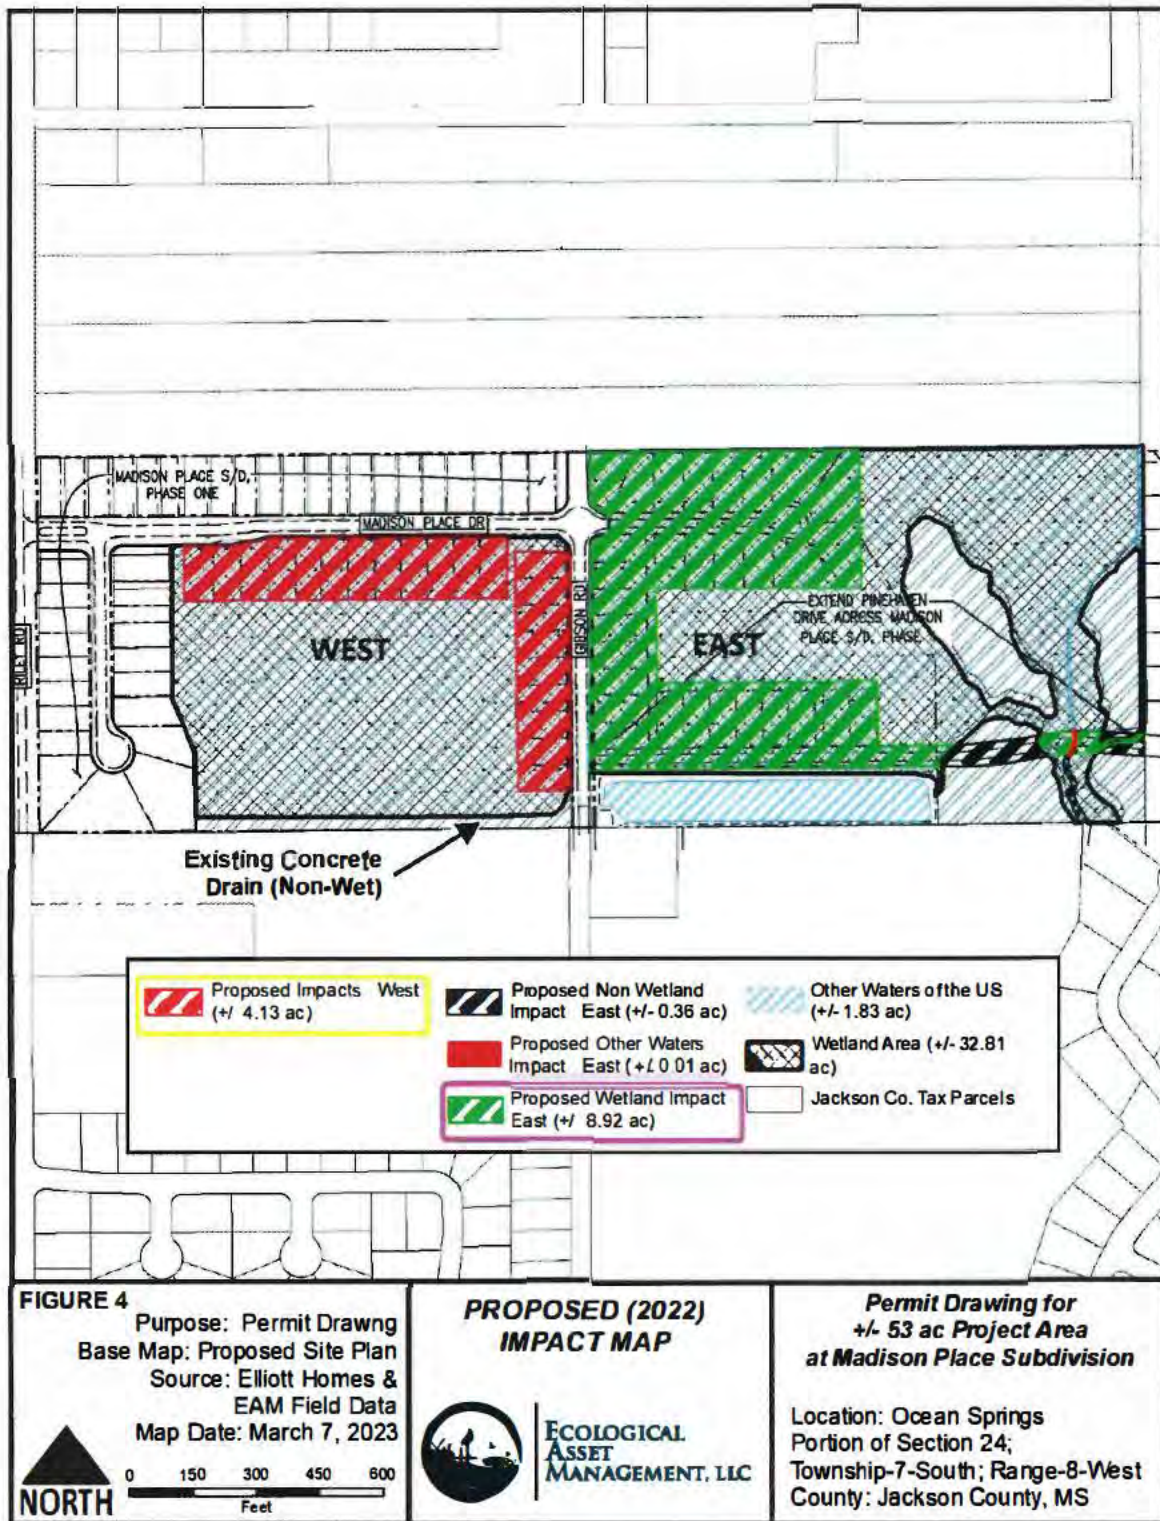 MADISON PLACE S/D,
PHASE ONE
MADISON PLACE DR
RILEY RD
GIBSON RD
WEST
EAST
EXTEND PINEHAVEN
DRIVE ACROSS MADISON
PLACE S/D, PHASE
Existing Concrete
Drain (Non-Wet)
Proposed Impacts West
(+/ 4.13 ac)
Proposed Non Wetland
Impact East (+/- 0.36 ac)
Proposed Other Waters
Impact East (+/ 0.01 ac)
Proposed Wetland Impact
East (+/ 8.92 ac)
Other Waters of the US
(+/- 1.83 ac)
Wetland Area (+/- 32.81
ac)
Jackson Co. Tax Parcels
FIGURE 4
Purpose: Permit Drawng
Base Map: Proposed Site Plan
Source: Elliott Homes &
EAM Field Data
Map Date: March 7, 2023
NORTH
0 150 300 450 600
Feet
PROPOSED (2022)
IMPACT MAP
ECOLOGICAL
ASSET
MANAGEMENT, LLC
Permit Drawing for
+/- 53 ac Project Area
at Madison Place Subdivision
Location: Ocean Springs
Portion of Section 24;
Township-7-South; Range-8-West
County: Jackson County, MS